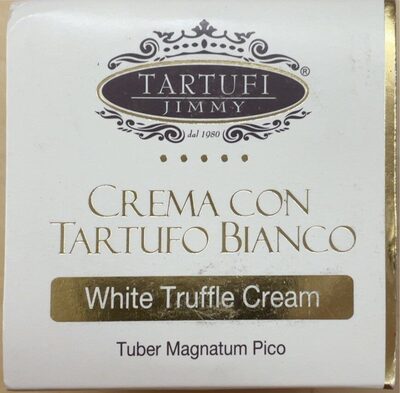 TARTUFI
®
JIMMY
dal 1980
CREMA CON
TARTUFO BIANCO
White Truffle Cream
Tuber Magnatum Pico